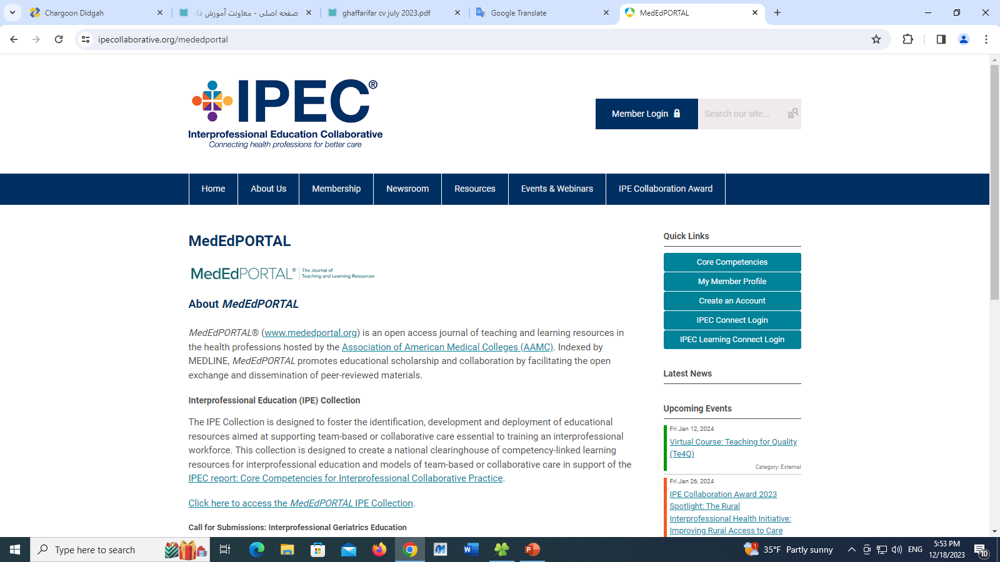 Chargoon Didgah
صفحه اصلی - معاونت آموزش دان
ghaffarifar cv july 2023.pdf
Google Translate
MedEdPORTAL
ipecollaborative.org/mededportal
IPEC®
Interprofessional Education Collaborative
Connecting health professions for better care
Member Login
Search our site...
Home
About Us
Membership
Newsroom
Resources
Events & Webinars
IPE Collaboration Award
MedEdPORTAL
MedEdPORTAL® The Journal of
Teaching and Learning Resources
About MedEdPORTAL
MedEdPORTAL® (www.mededportal.org) is an open access journal of teaching and learning resources in
the health professions hosted by the Association of American Medical Colleges (AAMC). Indexed by
MEDLINE, MedEdPORTAL promotes educational scholarship and collaboration by facilitating the open
exchange and dissemination of peer-reviewed materials.
Interprofessional Education (IPE) Collection
The IPE Collection is designed to foster the identification, development and deployment of educational
resources aimed at supporting team-based or collaborative care essential to training an interprofessional
workforce. This collection is designed to create a national clearinghouse of competency-linked learning
resources for interprofessional education and models of team-based or collaborative care in support of the
IPEC report: Core Competencies for Interprofessional Collaborative Practice.
Click here to access the MedEdPORTAL IPE Collection.
Call for Submissions: Interprofessional Geriatrics Education
Quick Links
Core Competencies
My Member Profile
Create an Account
IPEC Connect Login
IPEC Learning Connect Login
Latest News
Upcoming Events
Fri Jan 12, 2024
Virtual Course: Teaching for Quality
(Te4Q)
Category: External
Fri Jan 26, 2024
IPE Collaboration Award 2023
Spotlight: The Rural
Interprofessional Health Initiative:
Improving Rural Access to Care
Type here to search
1
35°F Partly sunny
ENG
5:53 PM
12/18/2023
10